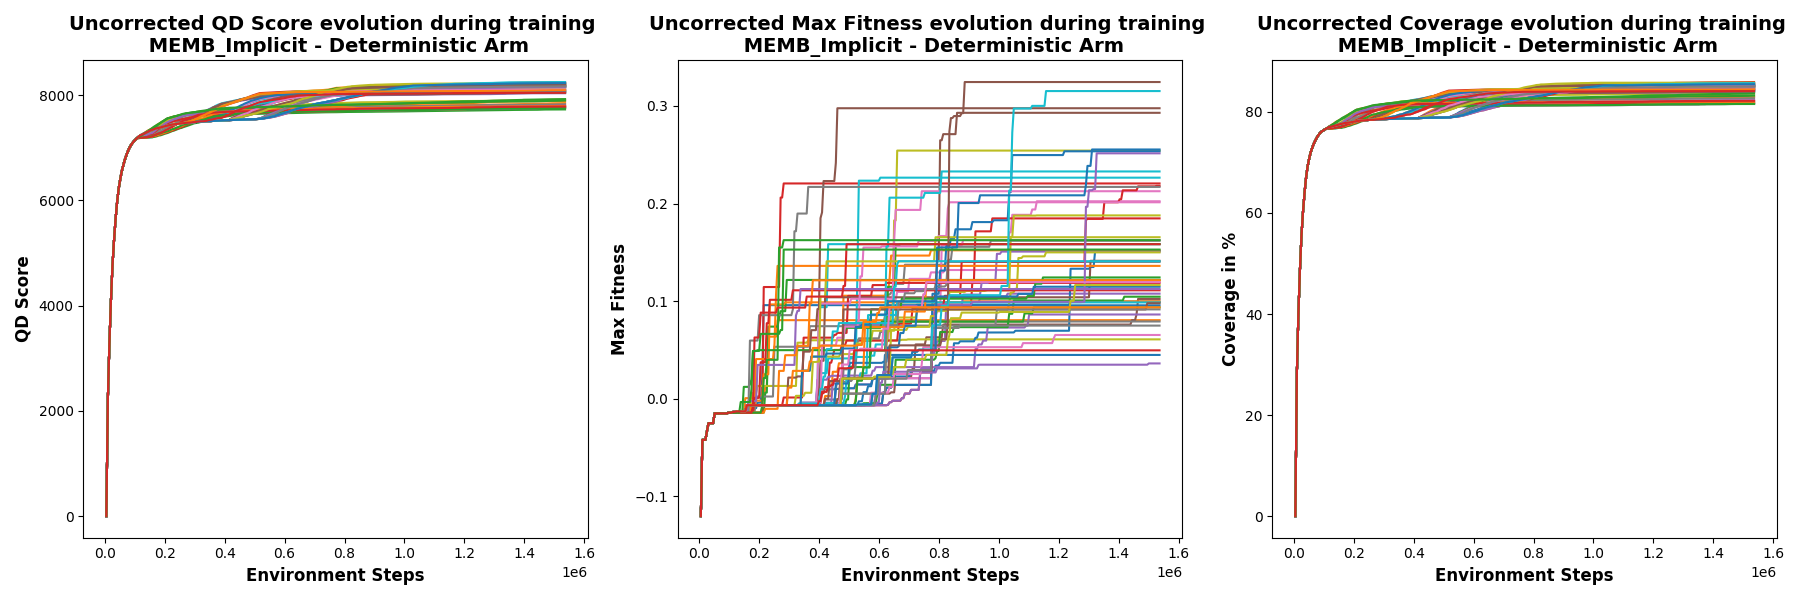 Uncorrected QD Score evolution during training
MEMB_Implicit - Deterministic Arm
QD Score
8000
6000
4000
2000
0
0.0 0.2 0.4 0.6 0.8 1.0 1.2 1.4 1.6
1e6
Environment Steps
Uncorrected Max Fitness evolution during training
MEMB_Implicit - Deterministic Arm
Max Fitness
0.3
0.2
0.1
0.0
−0.1
0.0 0.2 0.4 0.6 0.8 1.0 1.2 1.4 1.6
1e6
Environment Steps
Uncorrected Coverage evolution during training
MEMB_Implicit - Deterministic Arm
Coverage in %
80
60
40
20
0
0.0 0.2 0.4 0.6 0.8 1.0 1.2 1.4 1.6
1e6
Environment Steps